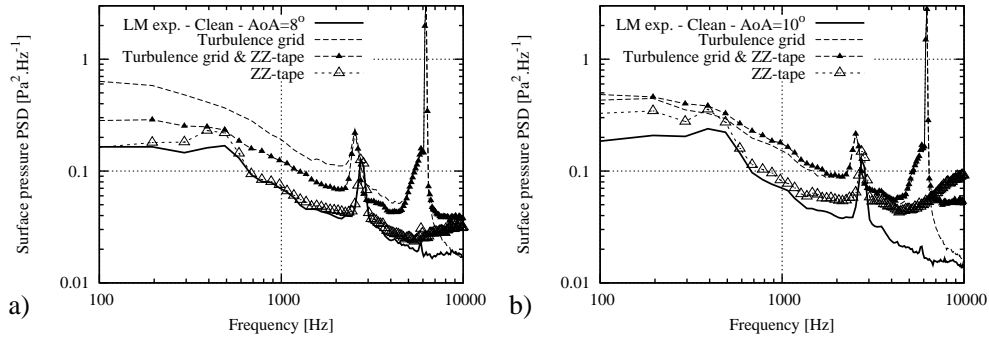 LM exp. - Clean - AoA=8°
Turbulence grid
Turbulence grid & ZZ-tape
ZZ-tape
Surface pressure PSD [Pa².Hz⁻¹]
1
0.1
0.01
100
1000
10000
Frequency [Hz]
a)
LM exp. - Clean - AoA=10°
Turbulence grid
Turbulence grid & ZZ-tape
ZZ-tape
Surface pressure PSD [Pa².Hz⁻¹]
1
0.1
0.01
100
1000
10000
Frequency [Hz]
b)